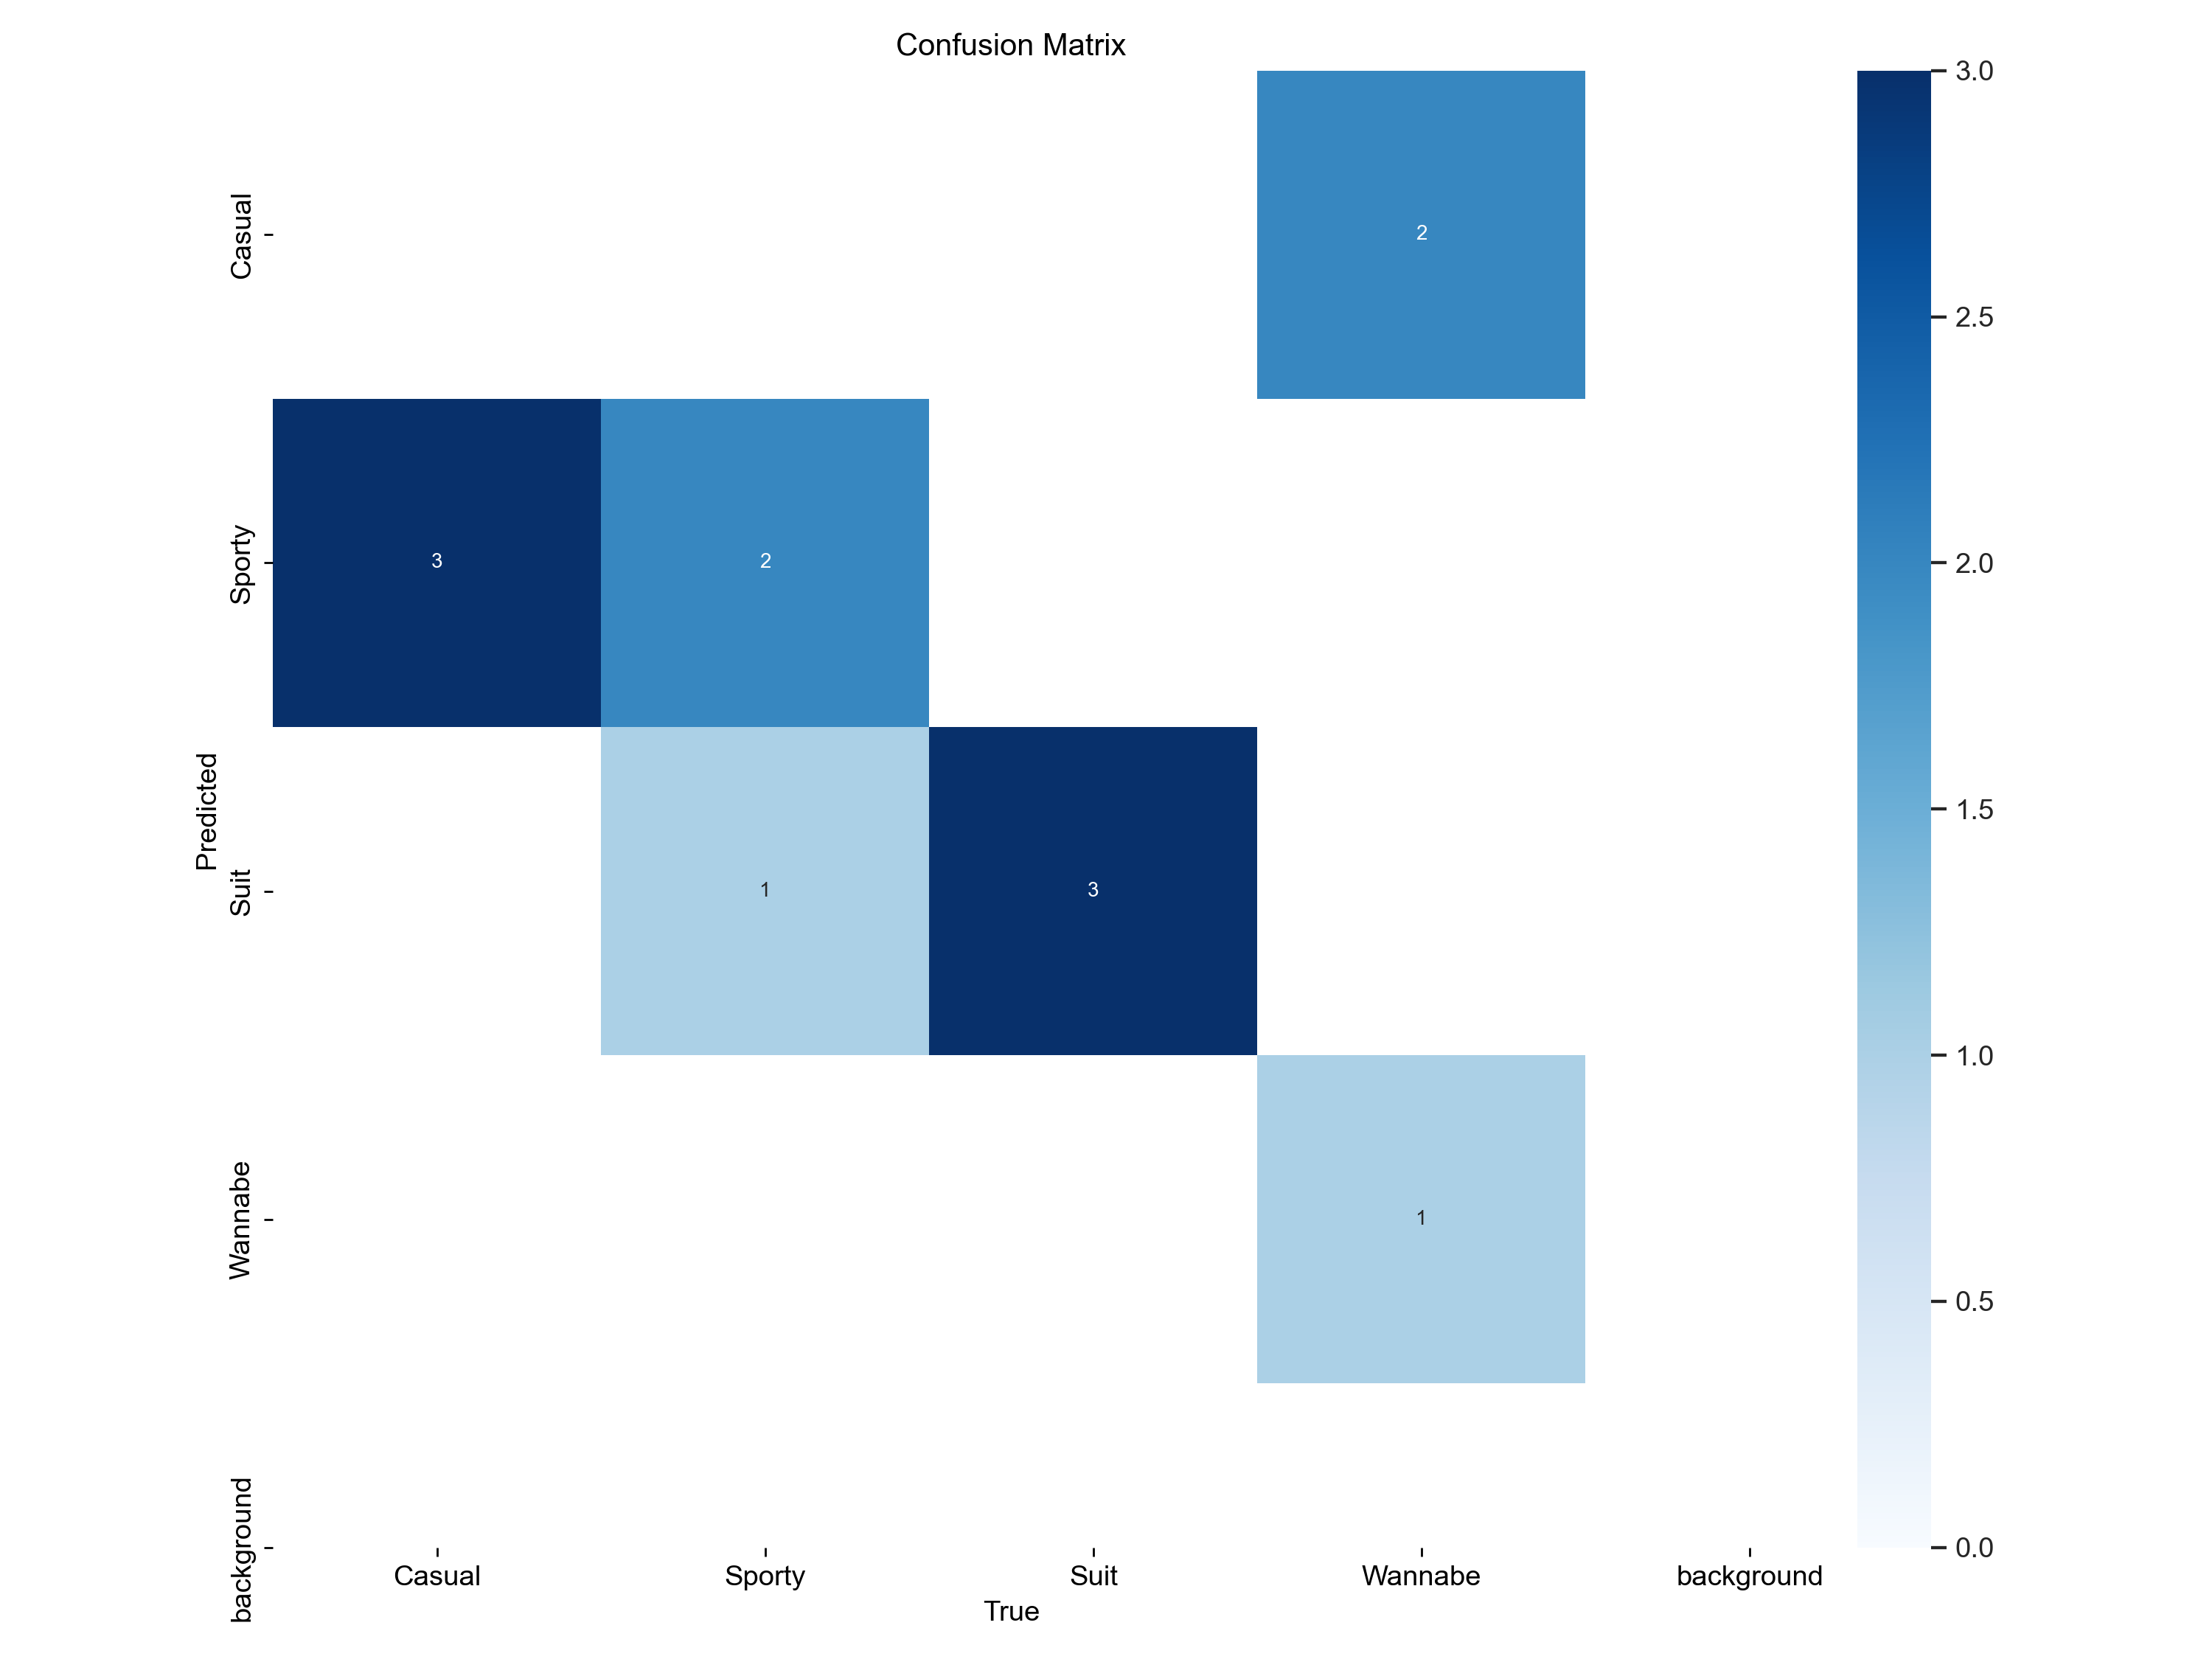 Confusion Matrix
Predicted
Casual
Sporty
Suit
Wannabe
background
2
3 2
1 3
1
Casual Sporty Suit Wannabe background
True
3.0
2.5
2.0
1.5
1.0
0.5
0.0